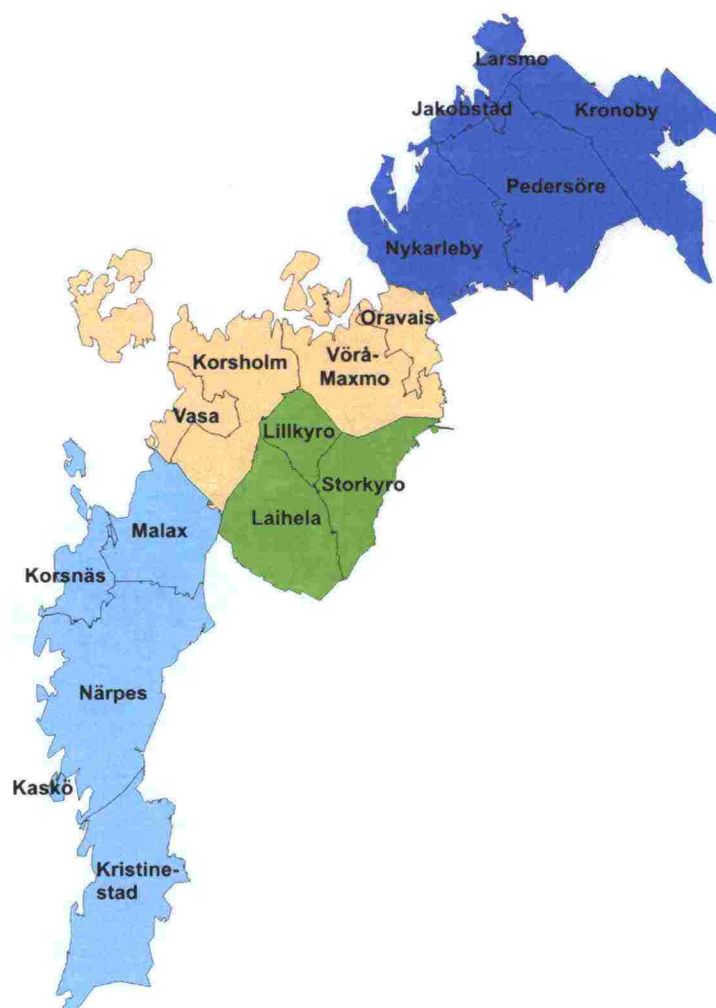 Larsmo
Jakobstad
Kronoby
Pedersöre
Nykarleby
Oravais
Korsholm
Vörå-
Maxmo
Vasa
Lillkyro
Storkyro
Laihela
Malax
Korsnäs
Närpes
Kaskö
Kristine-
stad